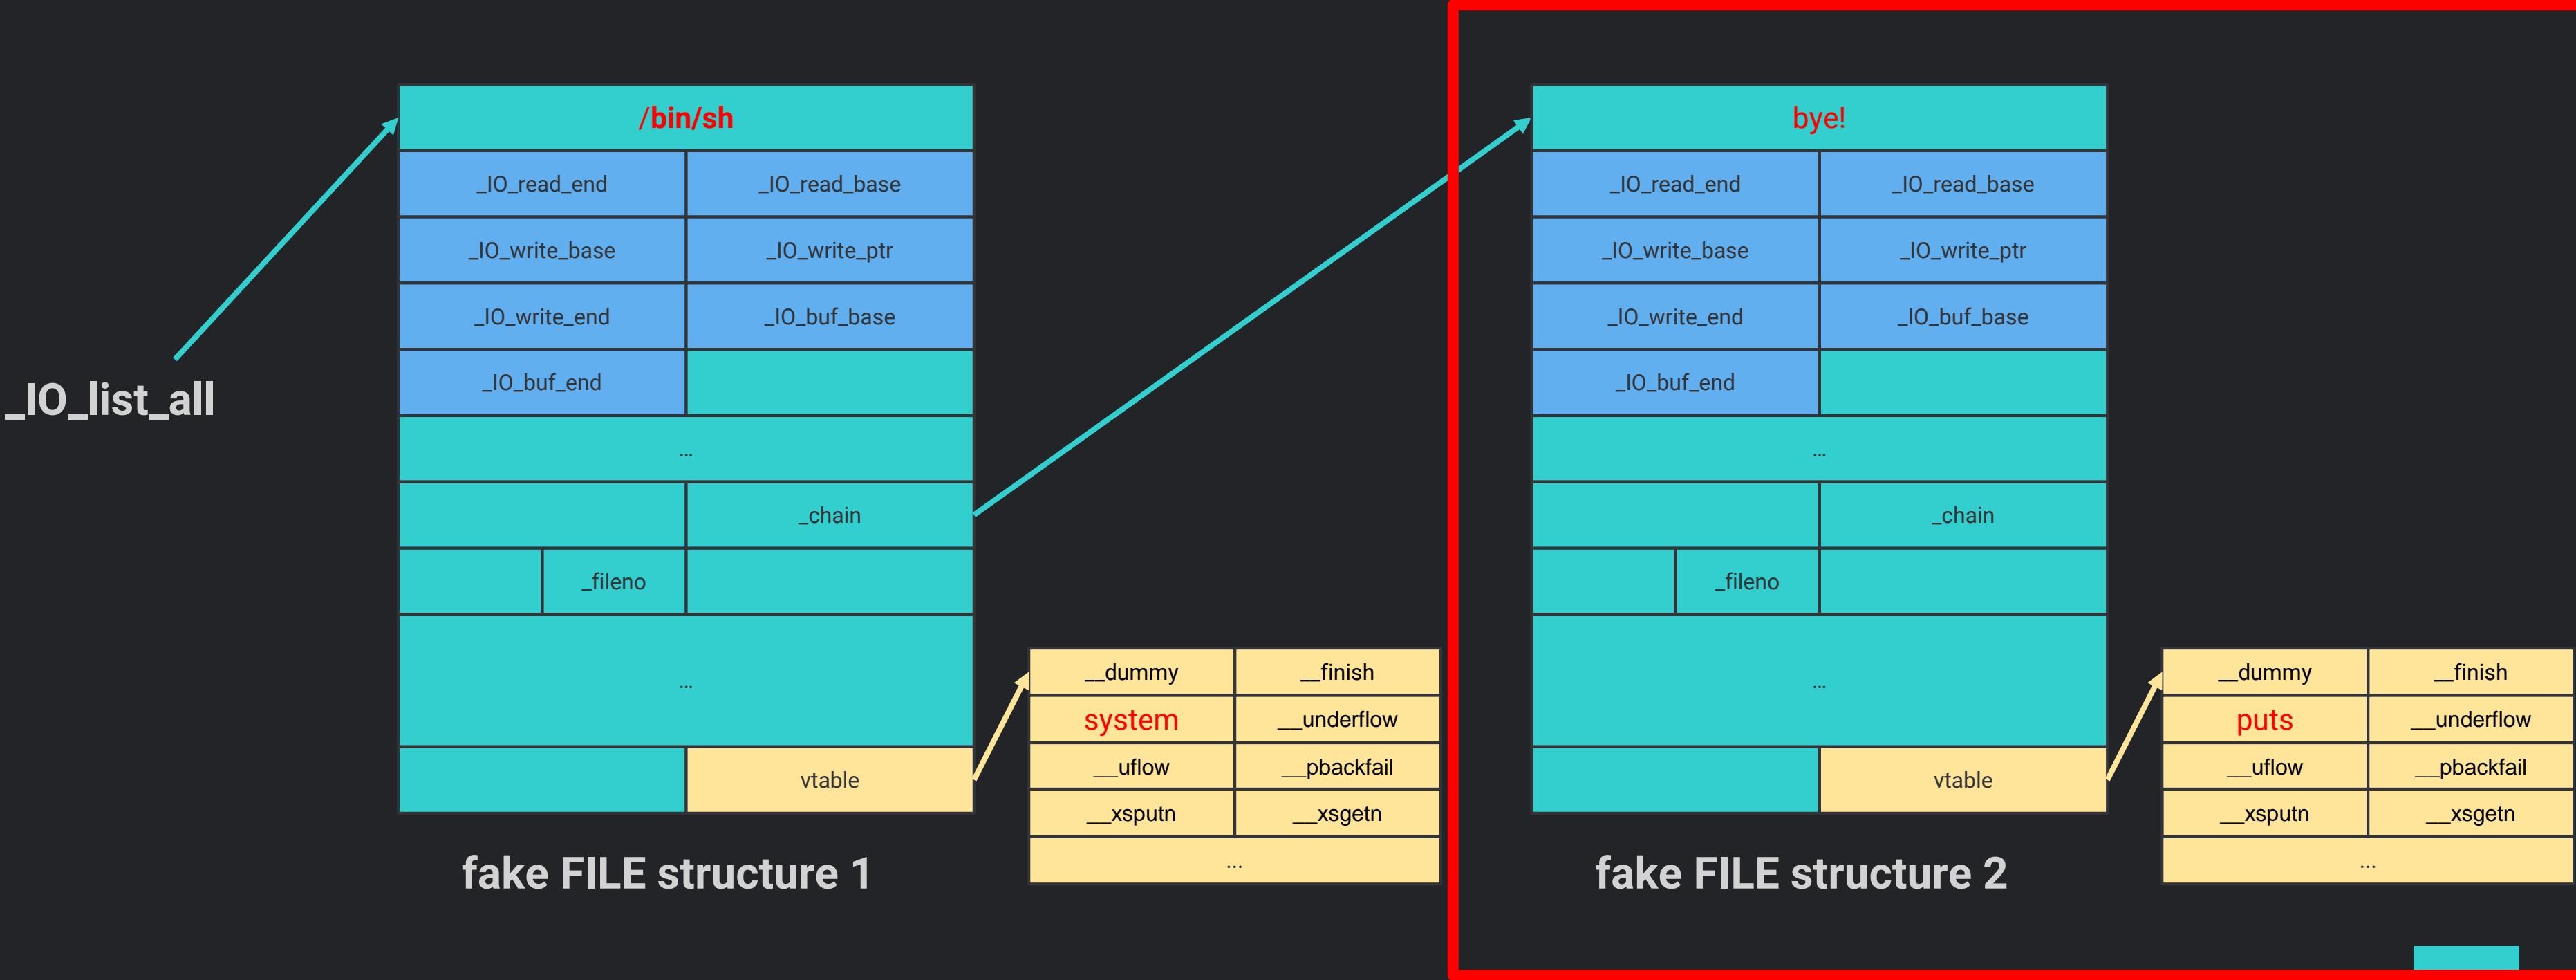 _IO_list_all
/bin/sh
_IO_read_end _IO_read_base
_IO_write_base _IO_write_ptr
_IO_write_end _IO_buf_base
_IO_buf_end
...
_chain
_fileno
...
vtable
fake FILE structure 1
__dummy __finish
system __underflow
__uflow __pbackfail
__xsputn __xsgetn
...
bye!
_IO_read_end _IO_read_base
_IO_write_base _IO_write_ptr
_IO_write_end _IO_buf_base
_IO_buf_end
...
_chain
_fileno
...
vtable
fake FILE structure 2
__dummy __finish
puts __underflow
__uflow __pbackfail
__xsputn __xsgetn
...